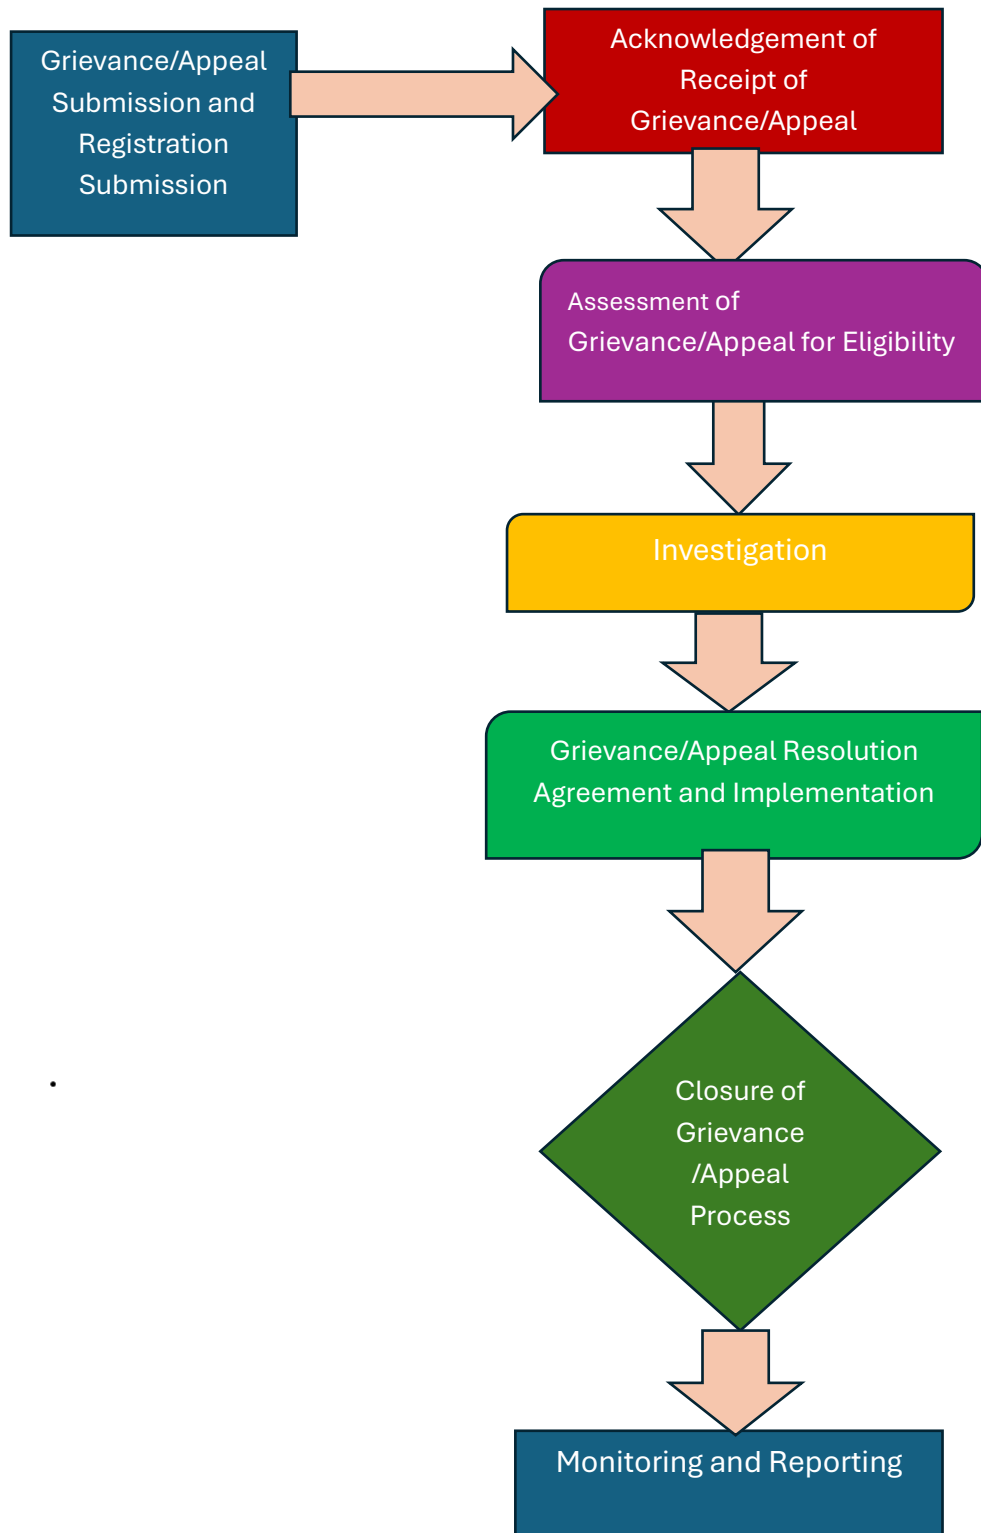 Grievance/Appeal
Submission and
Registration
Submission
Acknowledgement of
Receipt of
Grievance/Appeal
Assessment of
Grievance/Appeal for Eligibility
Investigation
Grievance/Appeal Resolution
Agreement and Implementation
Closure of
Grievance
/Appeal
Process
Monitoring and Reporting